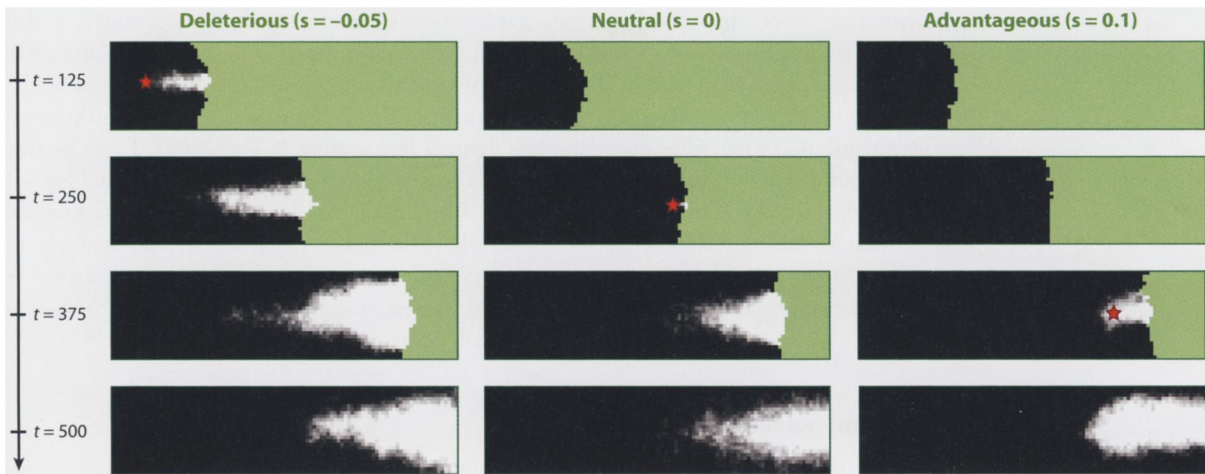 Deleterious (s = –0.05) Neutral (s = 0) Advantageous (s = 0.1)
t = 125
t = 250
t = 375
t = 500